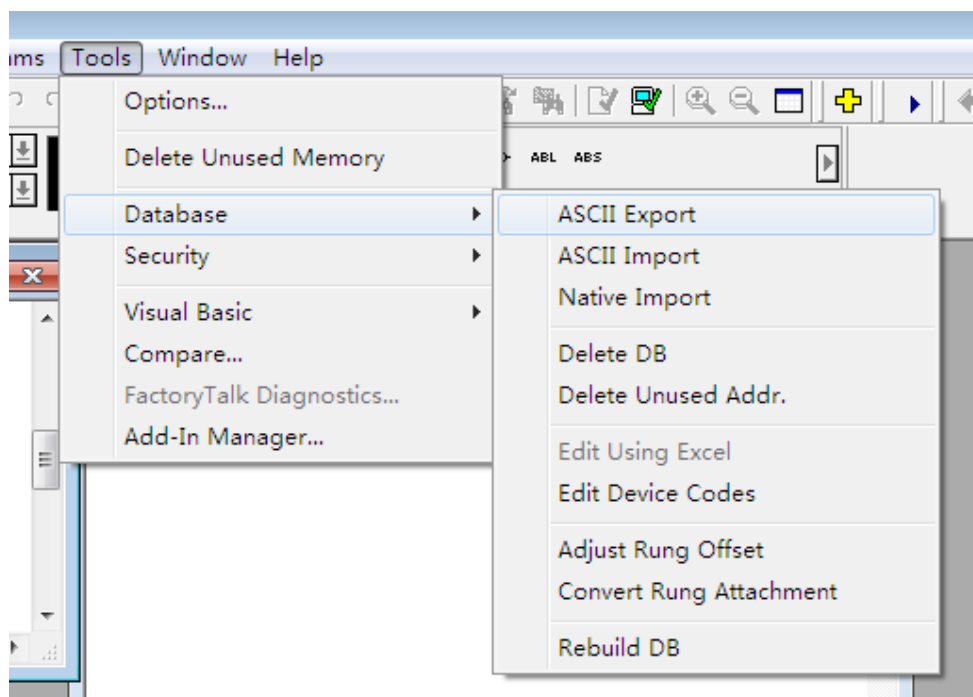 Tools Window Help
Options...
Delete Unused Memory
ABL ABS
Database
Security
Visual Basic
Compare...
FactoryTalk Diagnostics...
Add-In Manager...
ASCII Export
ASCII Import
Native Import
Delete DB
Delete Unused Addr.
Edit Using Excel
Edit Device Codes
Adjust Rung Offset
Convert Rung Attachment
Rebuild DB